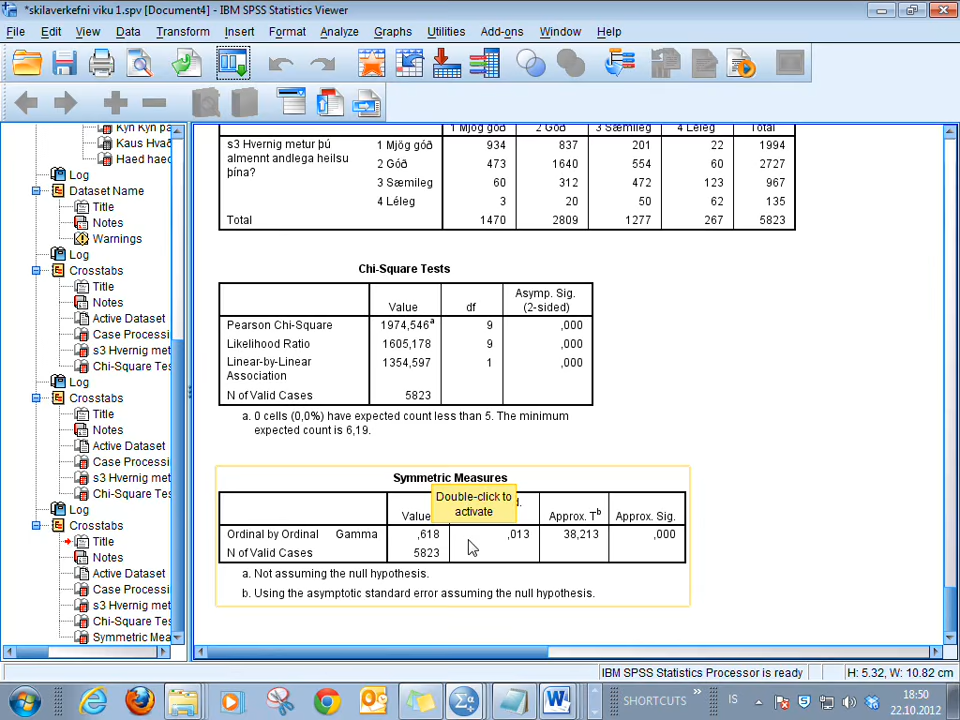 *skilaverkefni viku 1.spv [Document4] - IBM SPSS Statistics Viewer
File Edit View Data Transform Insert Format Analyze Graphs Utilities Add-ons Window Help
Kyn Kyn þá
Kaus Hvað
Haed haed
Log
Dataset Name
Title
Notes
Warnings
Log
Crosstabs
Title
Notes
Active Dataset
Case Processi
s3 Hvernig met
Chi-Square Tes
Log
Crosstabs
Title
Notes
Active Dataset
Case Processi
s3 Hvernig met
Chi-Square Tes
Log
Crosstabs
Title
Notes
Active Dataset
Case Processi
s3 Hvernig met
Chi-Square Tes
Symmetric Mea
1 Mjög góð 2 Góð 3 Sæmileg 4 Léleg Total
s3 Hvernig metur þú almennt andlega heilsu þína?
1 Mjög góð 934 837 201 22 1994
2 Góð 473 1640 554 60 2727
3 Sæmileg 60 312 472 123 967
4 Léleg 3 20 50 62 135
Total 1470 2809 1277 267 5823
Chi-Square Tests
Value df Asymp. Sig. (2-sided)
Pearson Chi-Square 1974,546a 9 ,000
Likelihood Ratio 1605,178 9 ,000
Linear-by-Linear Association 1354,597 1 ,000
N of Valid Cases 5823
a. 0 cells (0,0%) have expected count less than 5. The minimum
expected count is 6,19.
Symmetric Measures
Double-click to
activate
Value Approx. Tb Approx. Sig.
Ordinal by Ordinal Gamma ,618 ,013 38,213 ,000
N of Valid Cases 5823
a. Not assuming the null hypothesis.
b. Using the asymptotic standard error assuming the null hypothesis.
IBM SPSS Statistics Processor is ready H: 5.32, W: 10.82 cm
SHORTCUTS » IS
18:50
22.10.2012